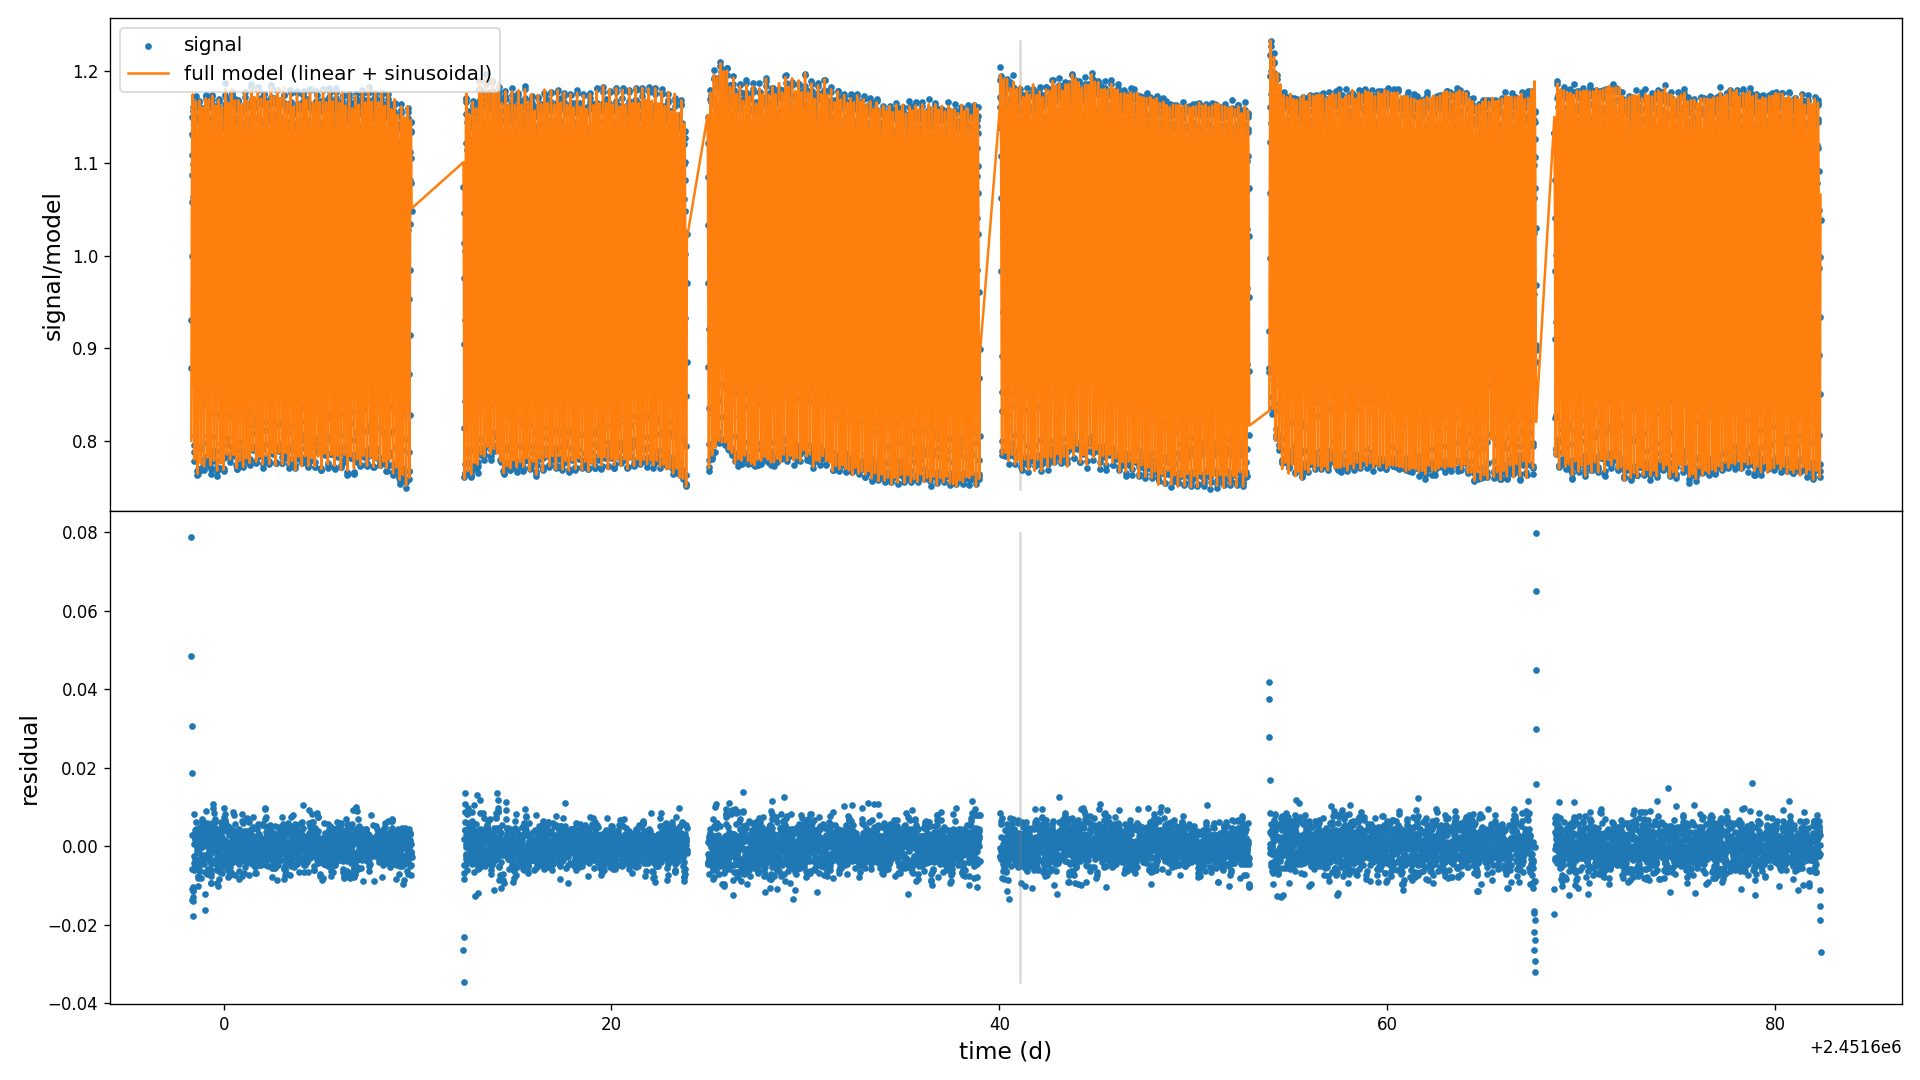 signal
full model (linear + sinusoidal)
signal/model
1.2
1.1
1.0
0.9
0.8
residual
0.08
0.06
0.04
0.02
0.00
−0.02
−0.04
0
20
40
60
80
time (d)
+2.4516e6